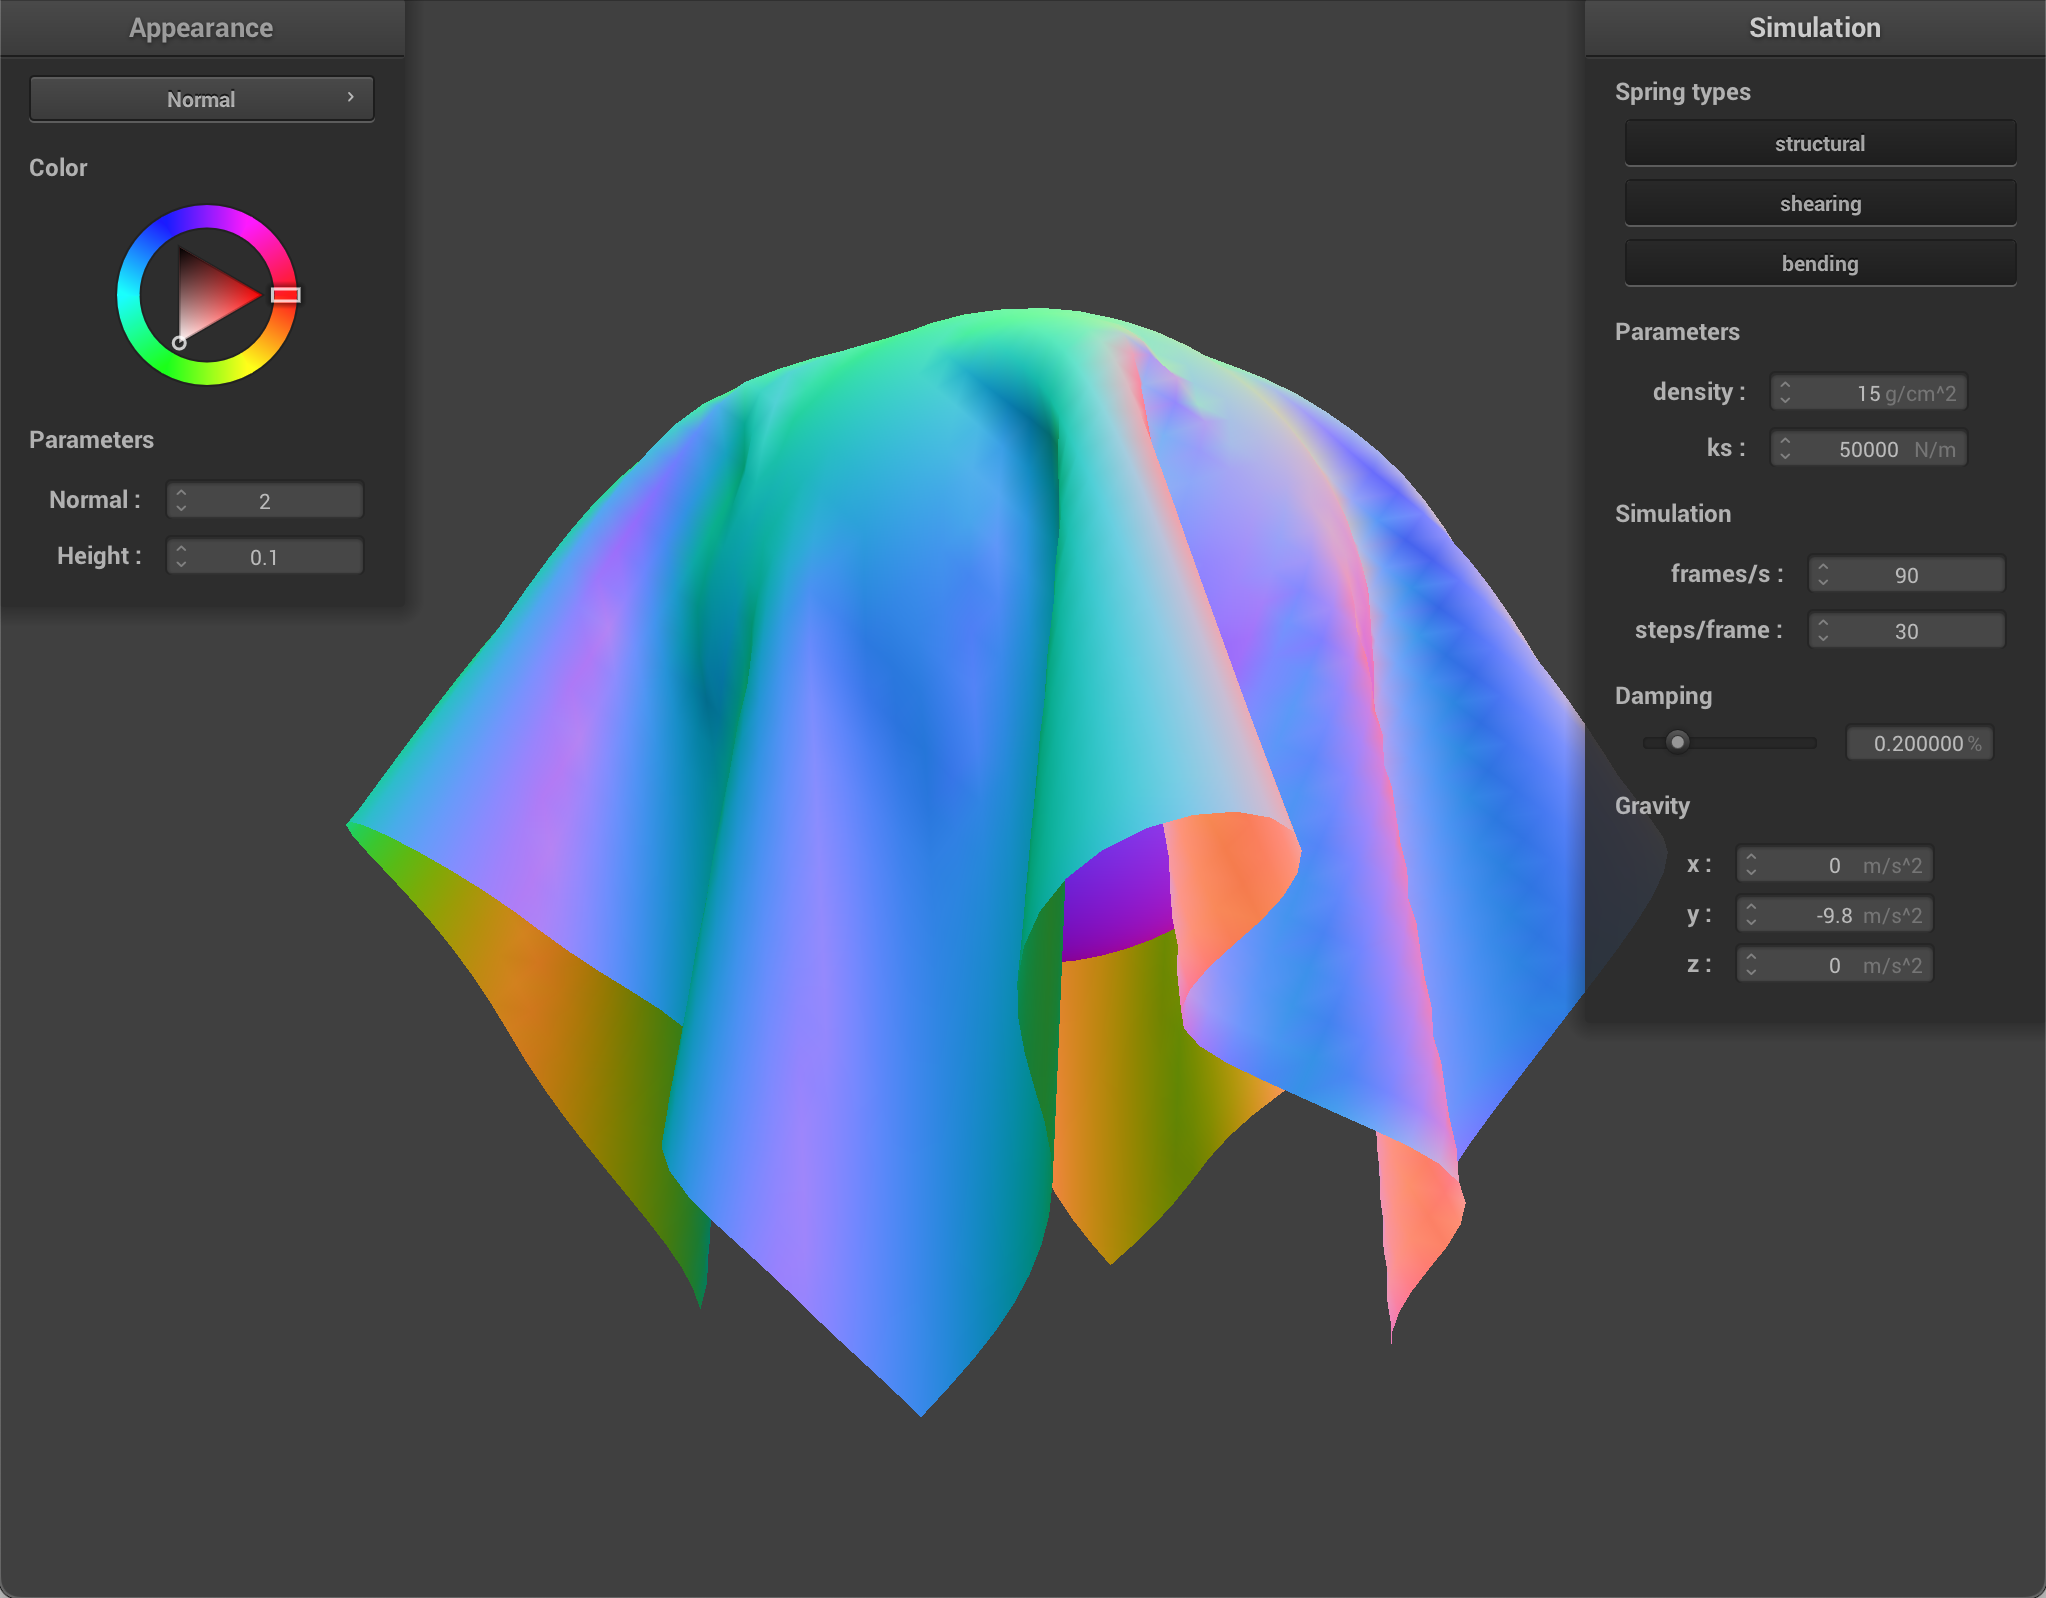 Appearance
Normal
Color
Parameters
Normal :
2
Height :
0.1
Simulation
Spring types
structural
shearing
bending
Parameters
density :
15 g/cm^2
ks :
50000 N/m
Simulation
frames/s :
90
steps/frame :
30
Damping
0.200000 %
Gravity
x :
0 m/s^2
y :
-9.8 m/s^2
z :
0 m/s^2